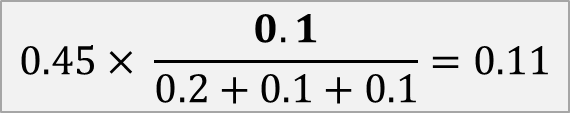 0.45 × 0.1 / (0.2 + 0.1 + 0.1) = 0.11